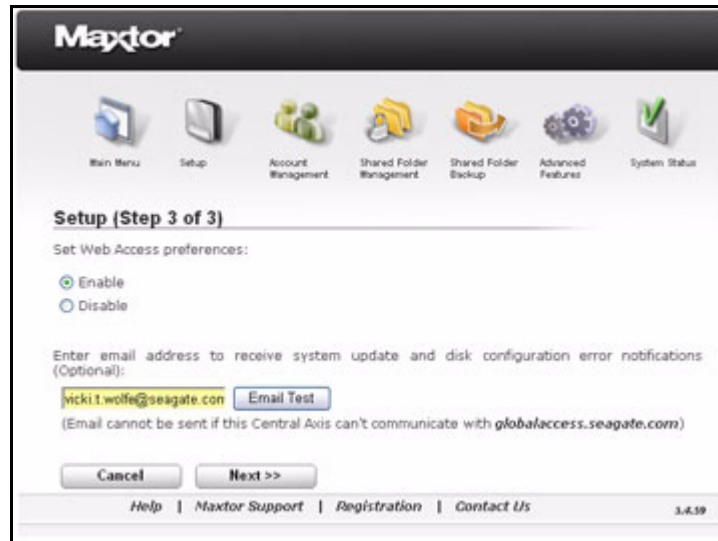 Maxtor
Main Menu
Setup
Account Management
Shared Folder Management
Shared Folder Backup
Advanced Features
System Status
Setup (Step 3 of 3)
Set Web Access preferences:
Enable
Disable
Enter email address to receive system update and disk configuration error notifications
(Optional):
vicki.t.wolfe@seagate.com Email Test
(Email cannot be sent if this Central Axis can't communicate with globalaccess.seagate.com)
Cancel Next >>
Help | Maxtor Support | Registration | Contact Us 3.4.59